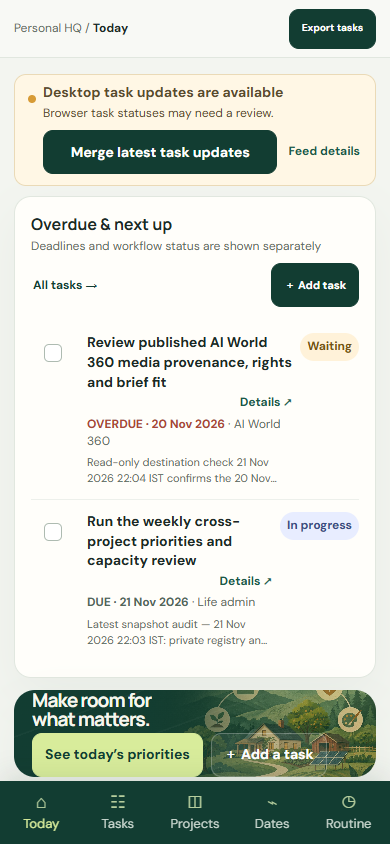 Personal HQ / Today
Export tasks
Desktop task updates are available
Browser task statuses may need a review.
Merge latest task updates
Feed details
Overdue & next up
Deadlines and workflow status are shown separately
All tasks →
+ Add task
Review published AI World
360 media provenance, rights
and brief fit
Waiting
Details ↗
OVERDUE · 20 Nov 2026 · AI World
360
Read-only destination check 21 Nov
2026 22:04 IST confirms the 20 Nov…
Run the weekly cross-
project priorities and
capacity review
In progress
Details ↗
DUE · 21 Nov 2026 · Life admin
Latest snapshot audit — 21 Nov
2026 22:03 IST: private registry an…
Make room for
what matters.
See today's priorities
+ Add a task
Today
Tasks
Projects
Dates
Routine